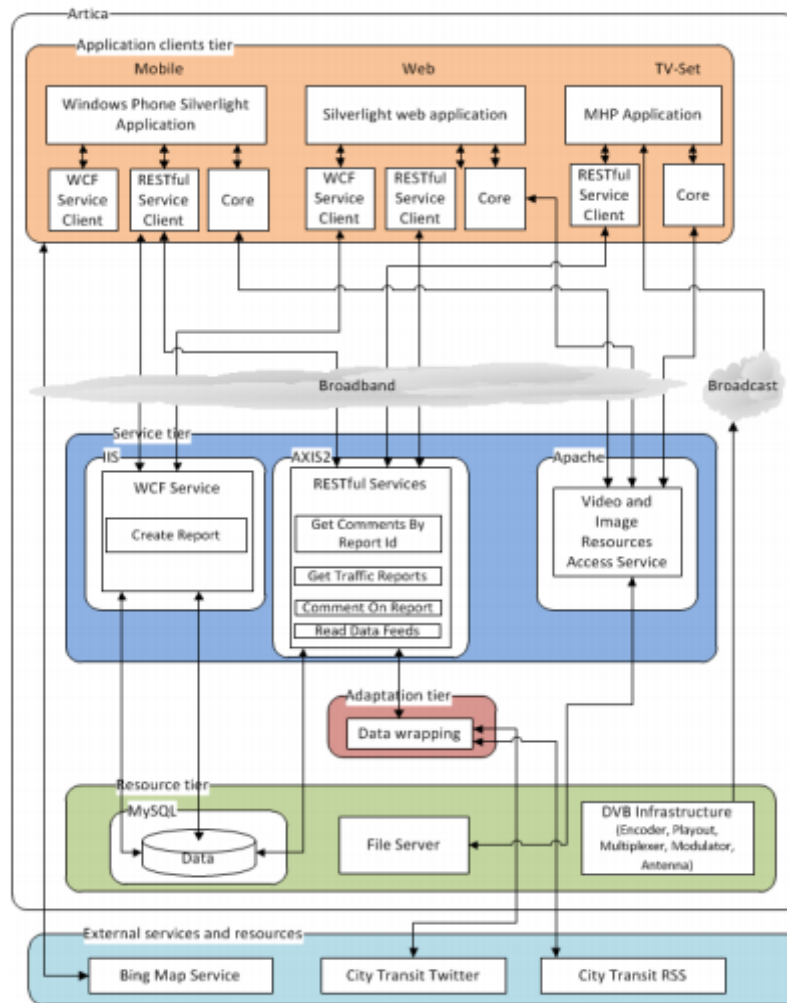 Artica
Application clients tier
Mobile
Web
TV-Set
Windows Phone Silverlight
Application
Silverlight web application
MHP Application
WCF
Service
Client
RESTful
Service
Client
Core
WCF
Service
Client
RESTful
Service
Client
Core
RESTful
Service
Client
Core
Broadband
Broadcast
Service tier
IIS
WCF Service
Create Report
AXIS2
RESTful Services
Get Comments By
Report Id
Get Traffic Reports
Comment On Report
Read Data Feeds
Apache
Video and
Image
Resources
Access Service
Adaptation tier
Data wrapping
Resource tier
MySQL
Data
File Server
DVB Infrastructure
(Encoder, Playout,
Multiplexer, Modulator,
Antenna)
External services and resources
Bing Map Service
City Transit Twitter
City Transit RSS